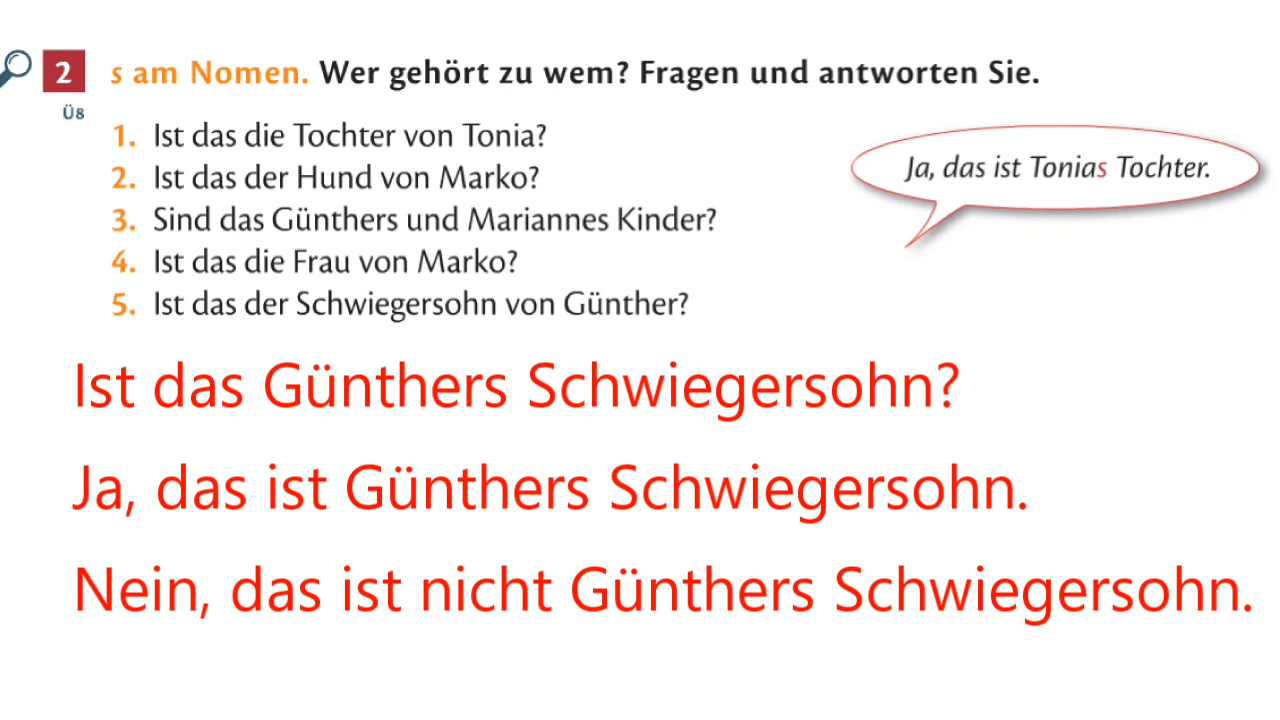 2 s am Nomen. Wer gehört zu wem? Fragen und antworten Sie.
Ü8
1. Ist das die Tochter von Tonia?
2. Ist das der Hund von Marko?
3. Sind das Günthers und Mariannes Kinder?
4. Ist das die Frau von Marko?
5. Ist das der Schwiegersohn von Günther?
Ja, das ist Tonias Tochter.
Ist das Günthers Schwiegersohn?
Ja, das ist Günthers Schwiegersohn.
Nein, das ist nicht Günthers Schwiegersohn.